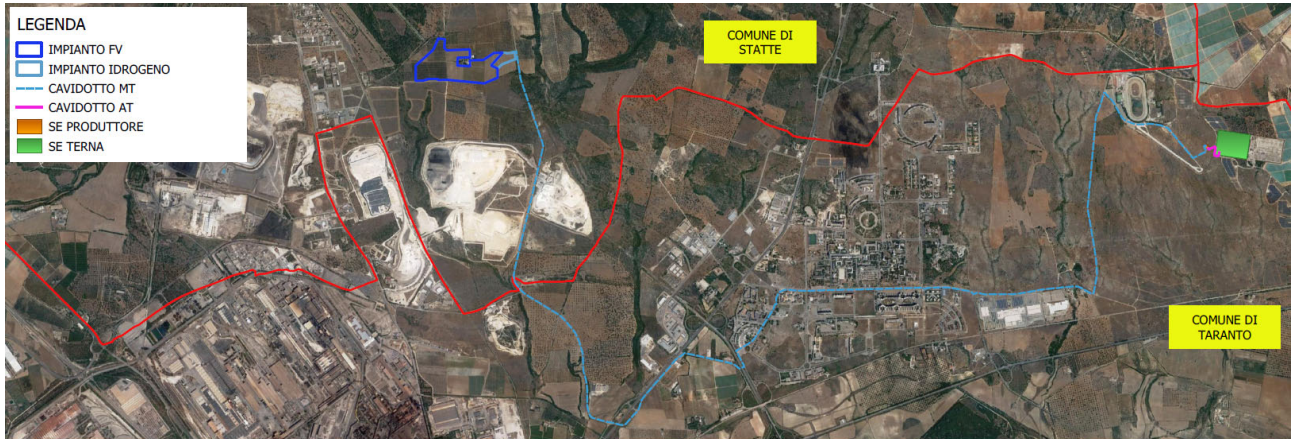 LEGENDA
IMPIANTO FV
IMPIANTO IDROGENO
CAVIDOTTO MT
CAVIDOTTO AT
SE PRODUTTORE
SE TERNA
COMUNE DI
STATTE
COMUNE DI
TARANTO